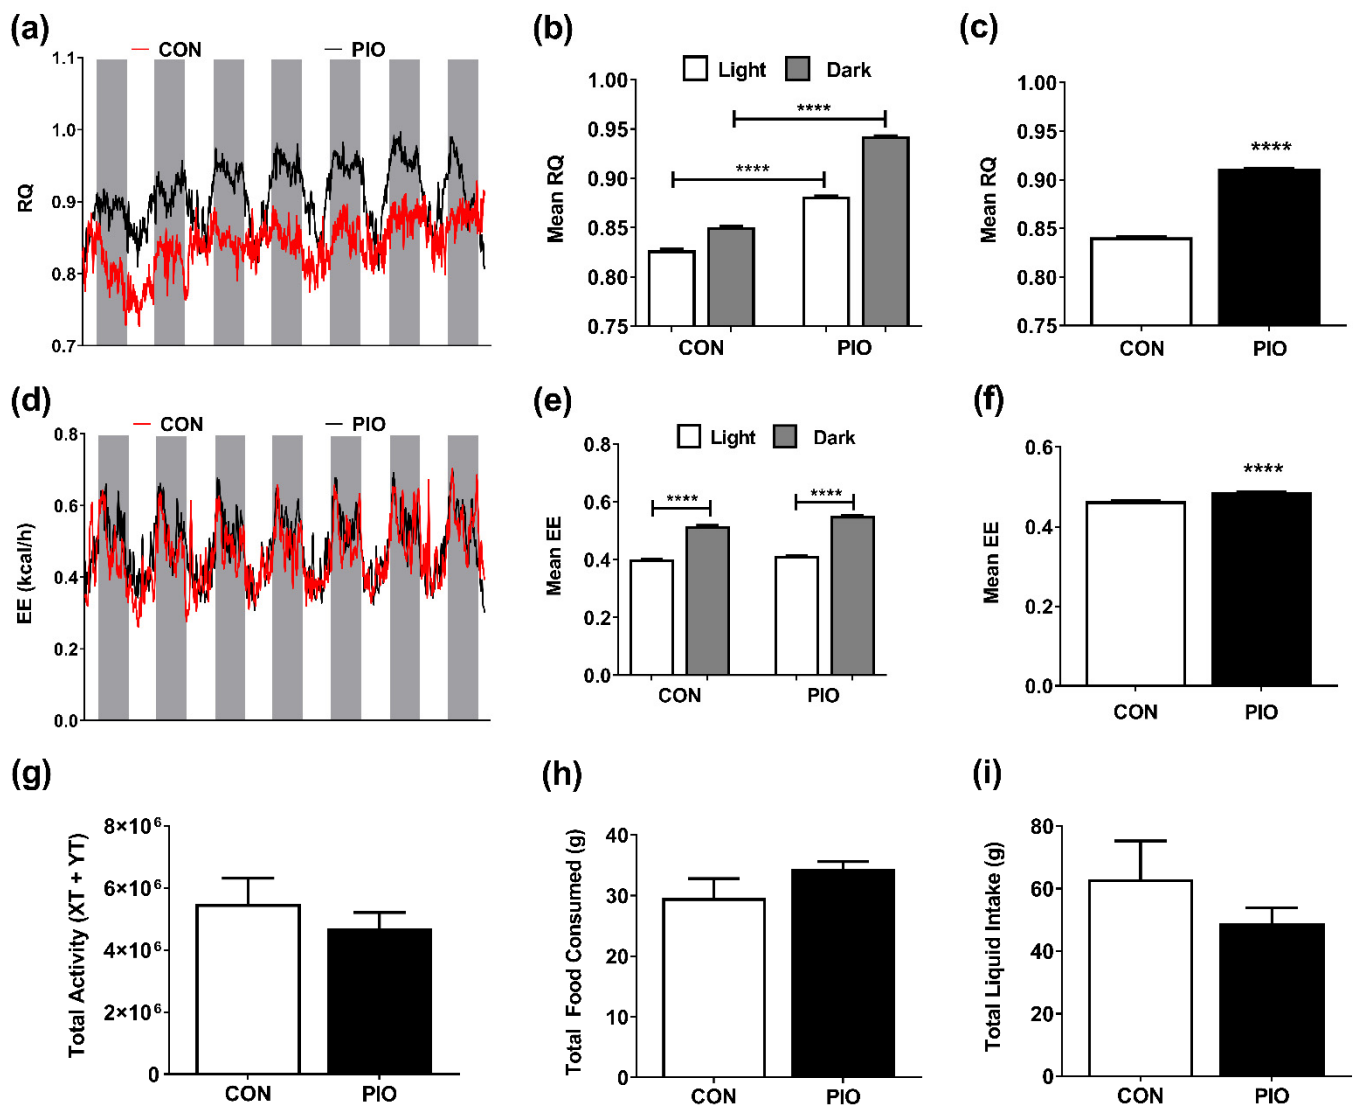 (a)
CON PIO
RQ
1.1
1.0
0.9
0.8
0.7
(b)
Light Dark
Mean RQ
1.00
0.95
0.90
0.85
0.80
0.75
****
****
CON PIO
(c)
Mean RQ
1.00
0.95
0.90
0.85
0.80
0.75
****
CON PIO
(d)
CON PIO
EE (kcal/h)
0.8
0.6
0.4
0.2
0.0
(e)
Light Dark
Mean EE
0.8
0.6
0.4
0.2
0.0
****
****
CON PIO
(f)
Mean EE
0.6
0.4
0.2
0.0
****
CON PIO
(g)
Total Activity (XT + YT)
8×10⁶
6×10⁶
4×10⁶
2×10⁶
0
CON PIO
(h)
Total Food Consumed (g)
40
30
20
10
0
CON PIO
(i)
Total Liquid Intake (g)
80
60
40
20
0
CON PIO